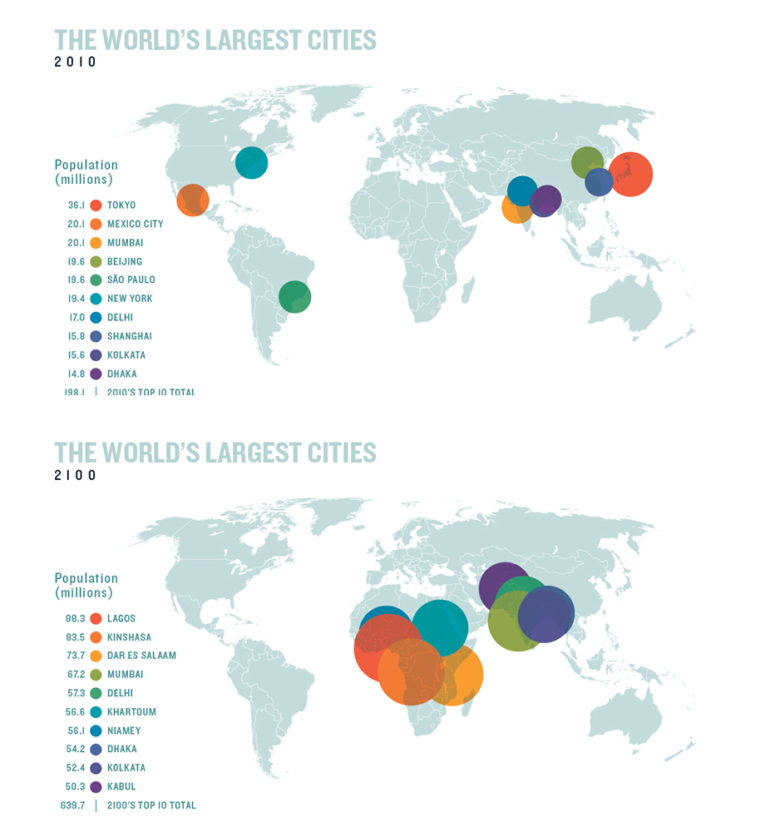 THE WORLD'S LARGEST CITIES
2010
Population
(millions)
36.1 TOKYO
20.1 MEXICO CITY
20.1 MUMBAI
19.6 BEIJING
19.6 SÃO PAULO
19.4 NEW YORK
17.0 DELHI
15.8 SHANGHAI
15.6 KOLKATA
14.8 DHAKA
198.1 | 2010'S TOP 10 TOTAL
THE WORLD'S LARGEST CITIES
2100
Population
(millions)
88.3 LAGOS
83.5 KINSHASA
73.7 DAR ES SALAAM
67.2 MUMBAI
57.3 DELHI
56.6 KHARTOUM
56.1 NIAMEY
54.2 DHAKA
52.4 KOLKATA
50.3 KABUL
639.7 | 2100'S TOP 10 TOTAL